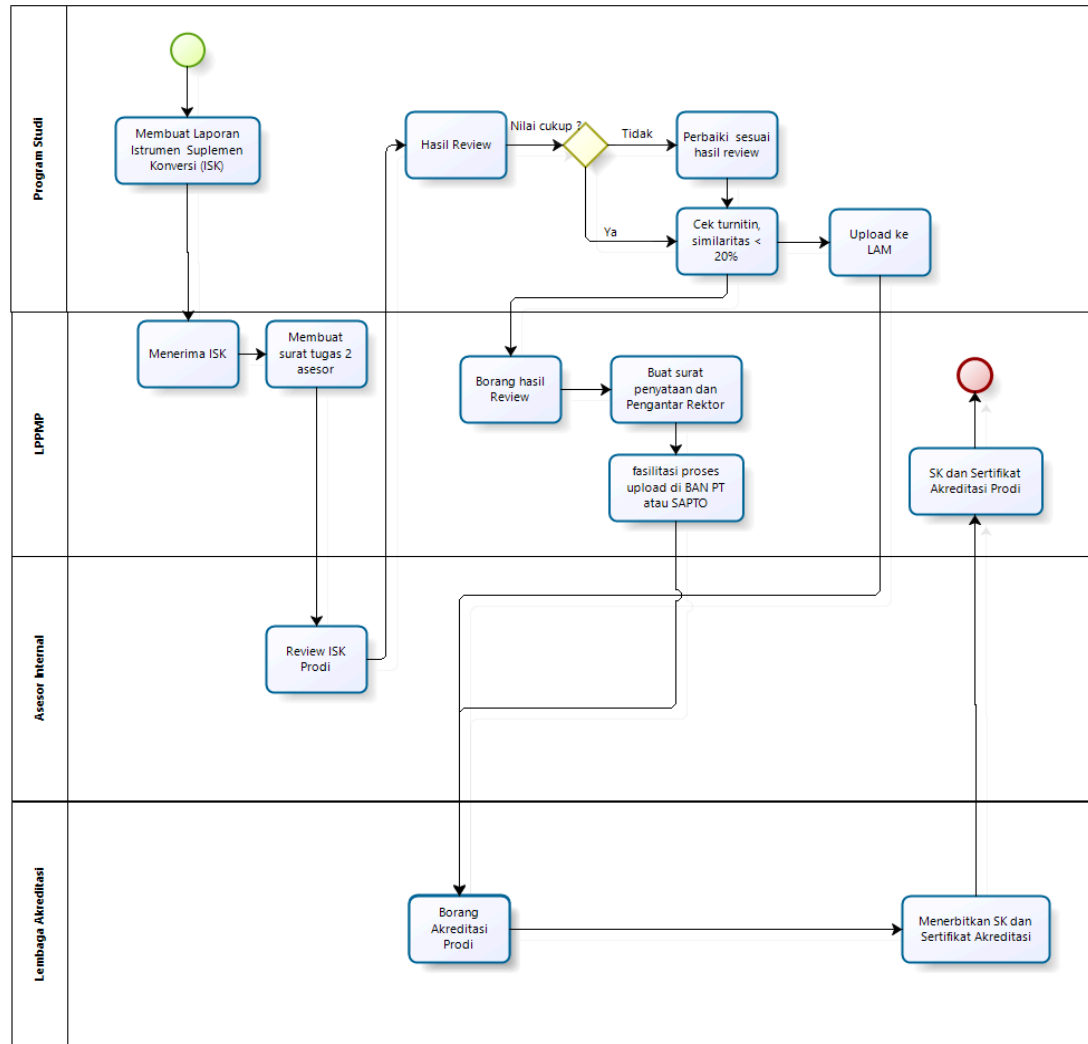 Program Studi
Membuat Laporan
Istrumen Suplemen
Konversi (ISK)
Hasil Review
Nilai cukup ?
Tidak
Perbaiki sesuai
hasil review
Ya
Cek turnitin,
similaritas <
20%
Upload ke
LAM
LPPMP
Menerima ISK
Membuat
surat tugas 2
asesor
Borang hasil
Review
Buat surat
penyataan dan
Pengantar Rektor
fasilitasi proses
upload di BAN PT
atau SAPTO
SK dan Sertifikat
Akreditasi Prodi
Asesor Internal
Review ISK
Prodi
Lembaga Akreditasi
Borang
Akreditasi
Prodi
Menerbitkan SK dan
Sertifikat Akreditasi